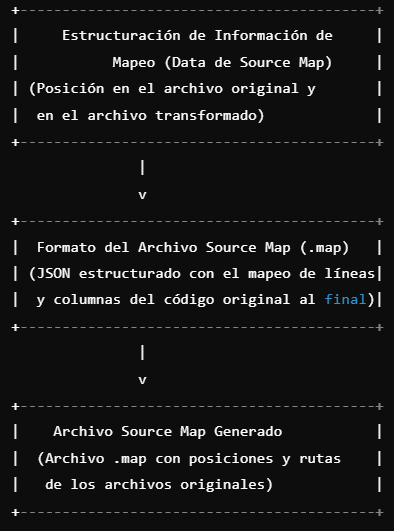 +------------------------------------------+
|     Estructuración de Información de     |
|           Mapeo (Data de Source Map)     |
| (Posición en el archivo original y       |
|  en el archivo transformado)             |
+------------------------------------------+
               |
               v
+------------------------------------------+
|  Formato del Archivo Source Map (.map)   |
| (JSON estructurado con el mapeo de líneas|
|  y columnas del código original al final)|
+------------------------------------------+
               |
               v
+------------------------------------------+
|    Archivo Source Map Generado           |
|  (Archivo .map con posiciones y rutas    |
|   de los archivos originales)            |
+------------------------------------------+